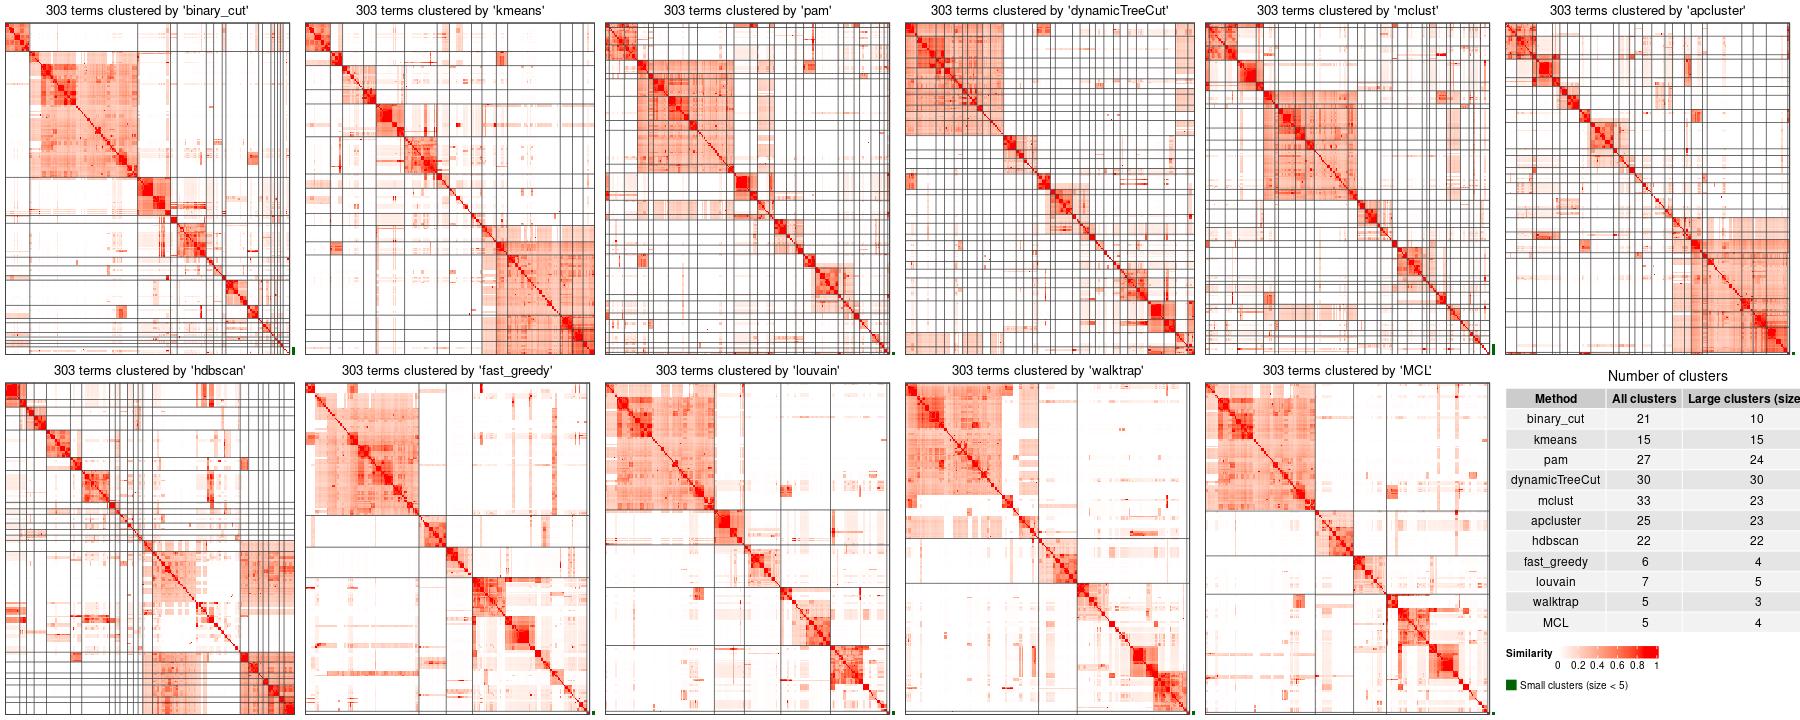 303 terms clustered by 'binary_cut'
303 terms clustered by 'kmeans'
303 terms clustered by 'pam'
303 terms clustered by 'dynamicTreeCut'
303 terms clustered by 'mclust'
303 terms clustered by 'apcluster'
303 terms clustered by 'hdbscan'
303 terms clustered by 'fast_greedy'
303 terms clustered by 'louvain'
303 terms clustered by 'walktrap'
303 terms clustered by 'MCL'
Number of clusters
Method All clusters Large clusters (size
binary_cut 21 10
kmeans 15 15
pam 27 24
dynamicTreeCut 30 30
mclust 33 23
apcluster 25 23
hdbscan 22 22
fast_greedy 6 4
louvain 7 5
walktrap 5 3
MCL 5 4
Similarity 0 0.2 0.4 0.6 0.8 1
Small clusters (size < 5)